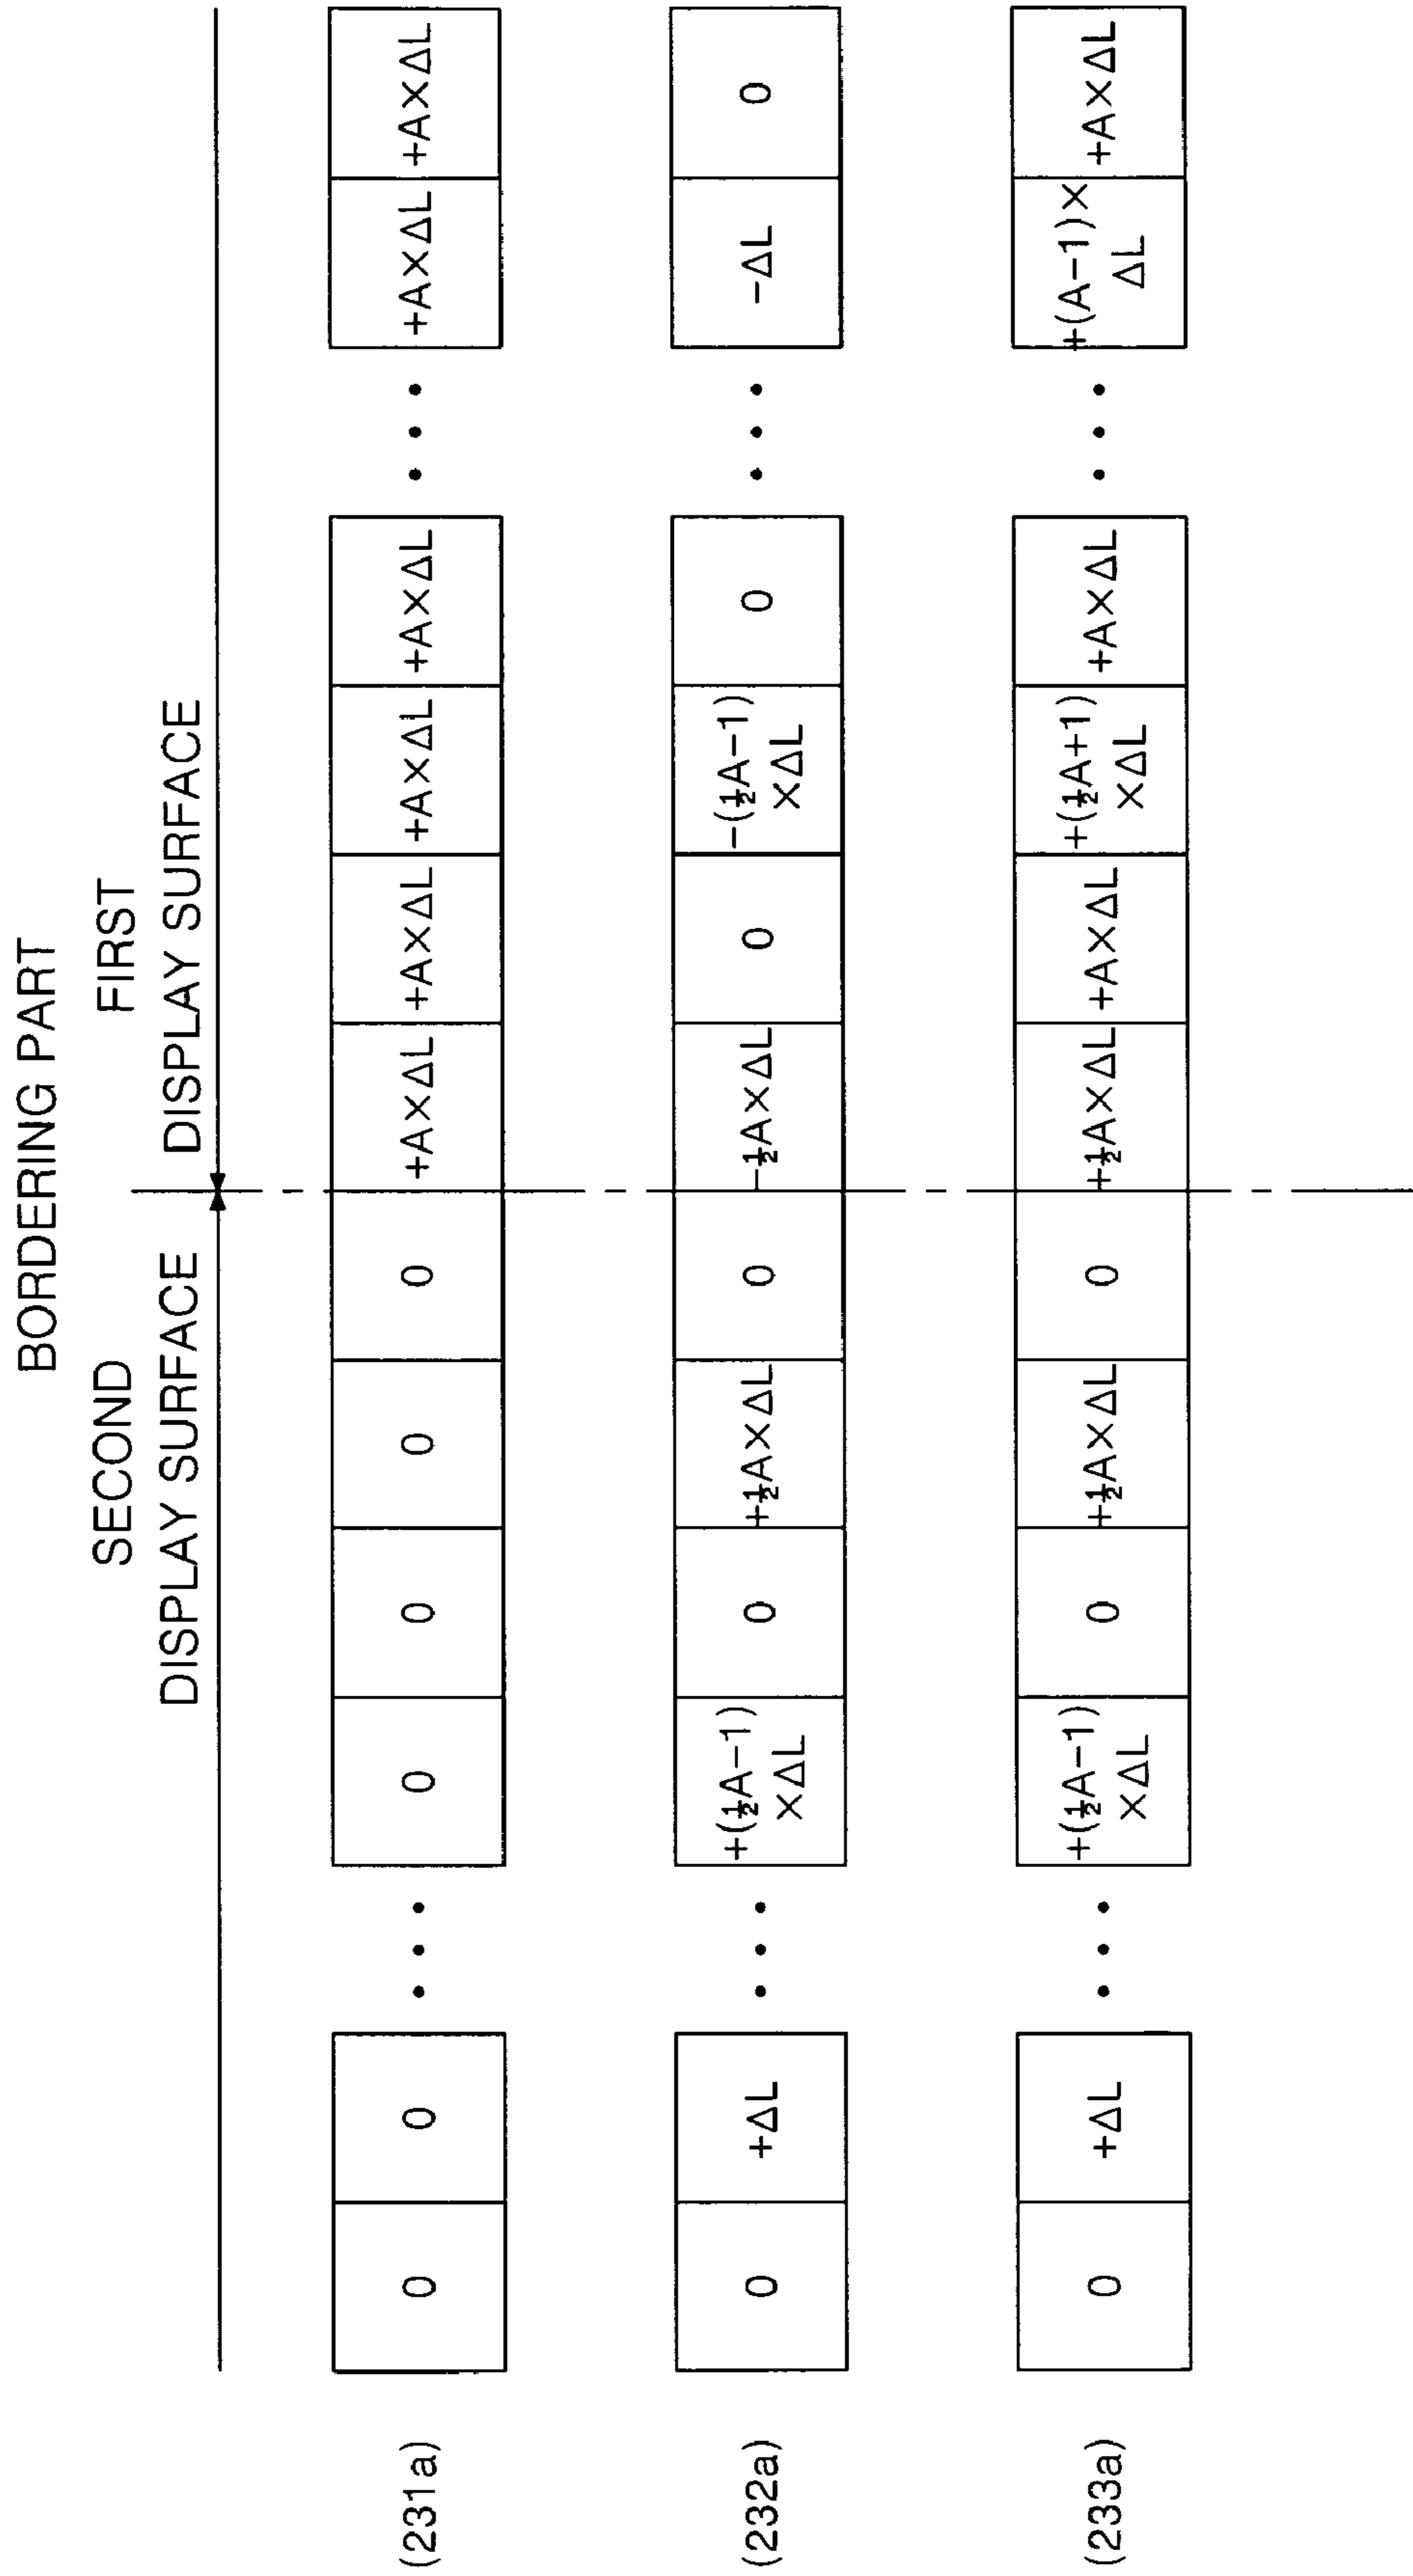 BORDERING PART
SECOND
DISPLAY SURFACE
FIRST
DISPLAY SURFACE
(231a) 0 0 • • • 0 0 0 0 +A×ΔL +A×ΔL +A×ΔL +A×ΔL • • • +A×ΔL +A×ΔL
(232a) 0 +ΔL • • • +(½A−1)
×ΔL 0 +½A×ΔL 0 −½A×ΔL 0 −(½A−1)
×ΔL 0 • • • −ΔL 0
(233a) 0 +ΔL • • • +(½A−1)
×ΔL 0 +½A×ΔL 0 +½A×ΔL +A×ΔL +(½A+1)
×ΔL +A×ΔL • • • +(A−1)×
ΔL +A×ΔL